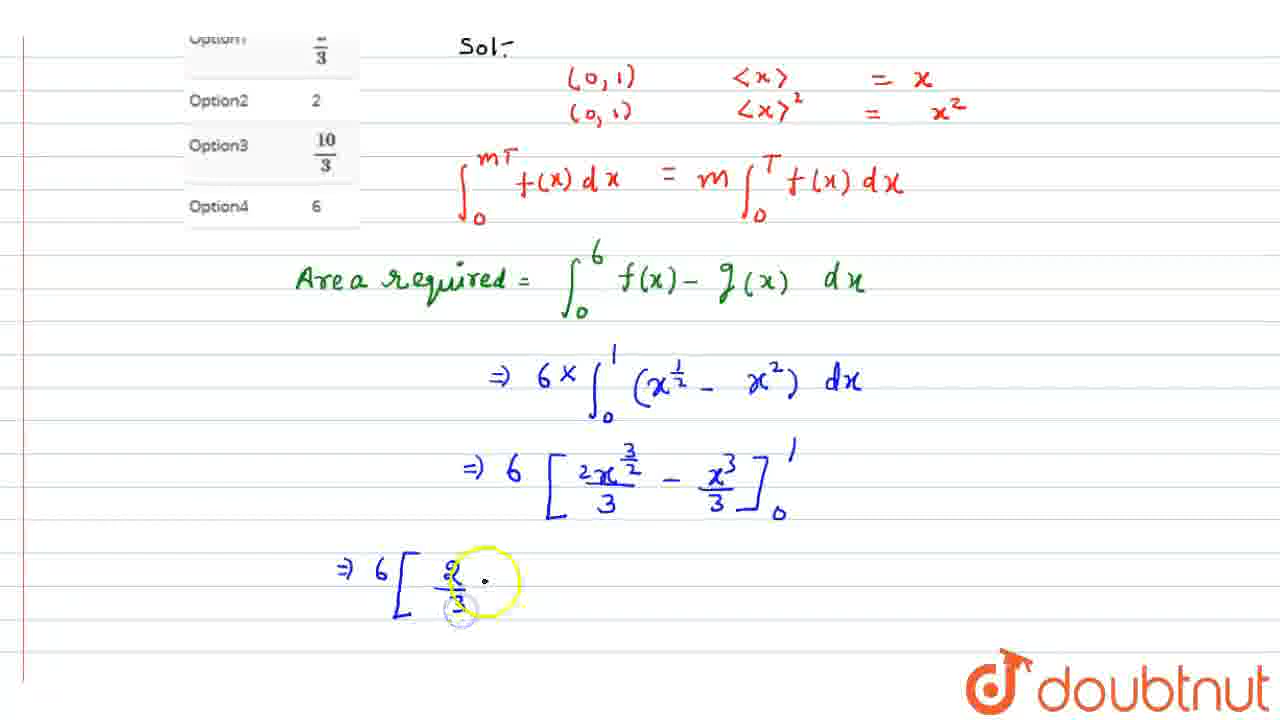 Sol:-
3
Option2 2
Option3 10/3
Option4 6
(0,1) <x> = x
(0,1) <x>² = x²
∫₀^{mT} f(x) dx = m ∫₀^{T} f(x) dx
Area required = ∫₀^{6} f(x) - g(x) dx
⇒ 6 × ∫₀^{1} (x^{1/2} - x²) dx
⇒ 6 [ 2x^{3/2}/3 - x³/3 ]₀^{1}
⇒ 6 [ 2/3
doubtnut